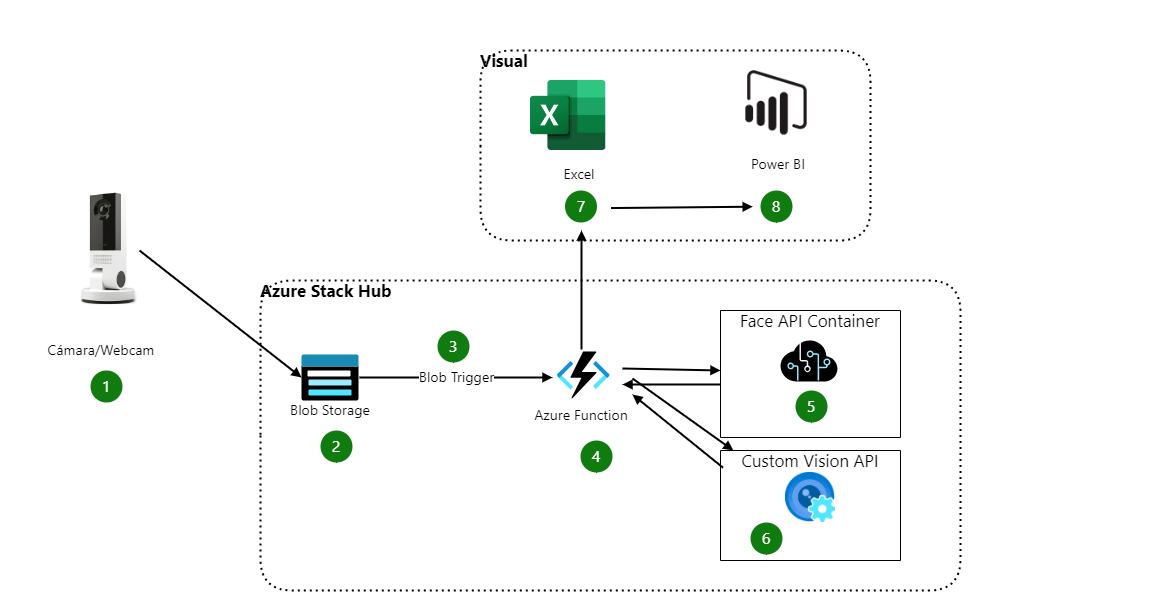 Visual
X
Excel
Power BI
7
8
Azure Stack Hub
Cámara/Webcam
1
Blob Storage
2
3
Blob Trigger
Azure Function
4
Face API Container
5
Custom Vision API
6